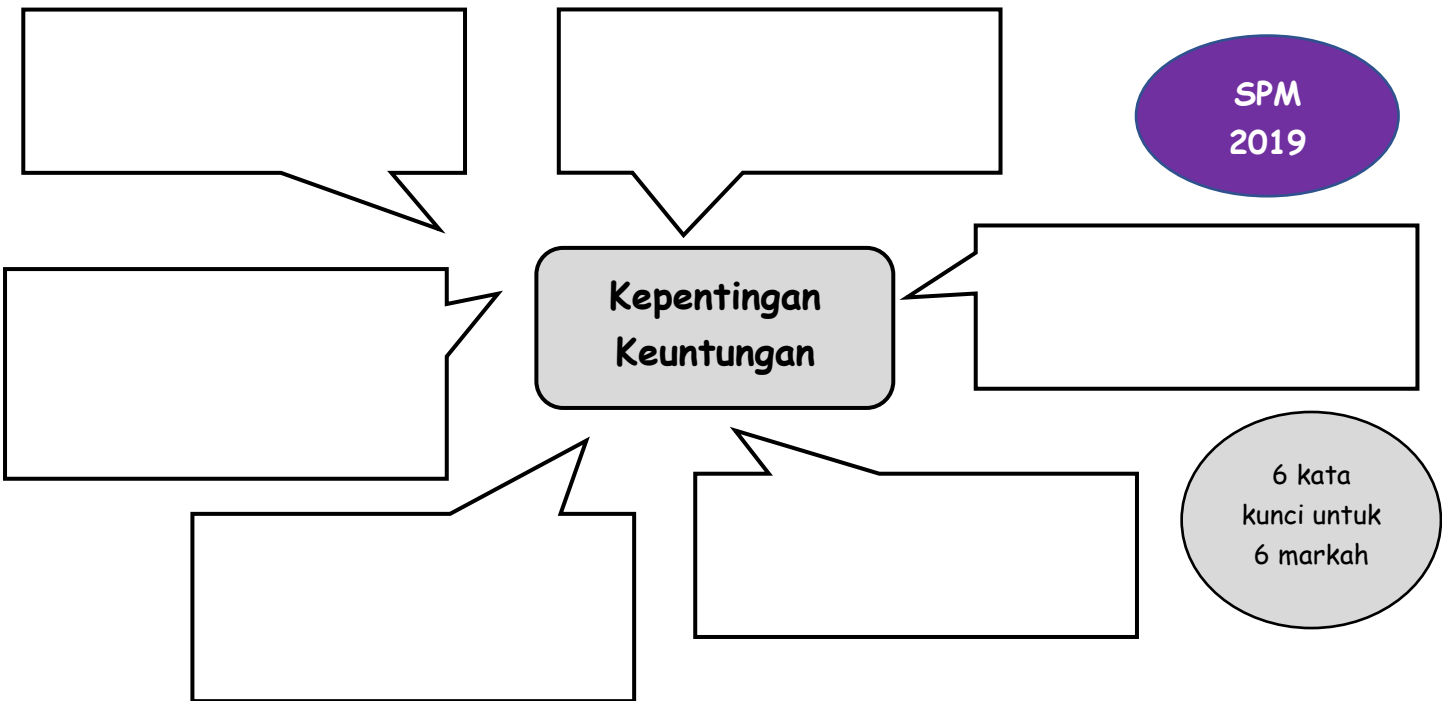 SPM
2019
Kepentingan
Keuntungan
6 kata
kunci untuk
6 markah